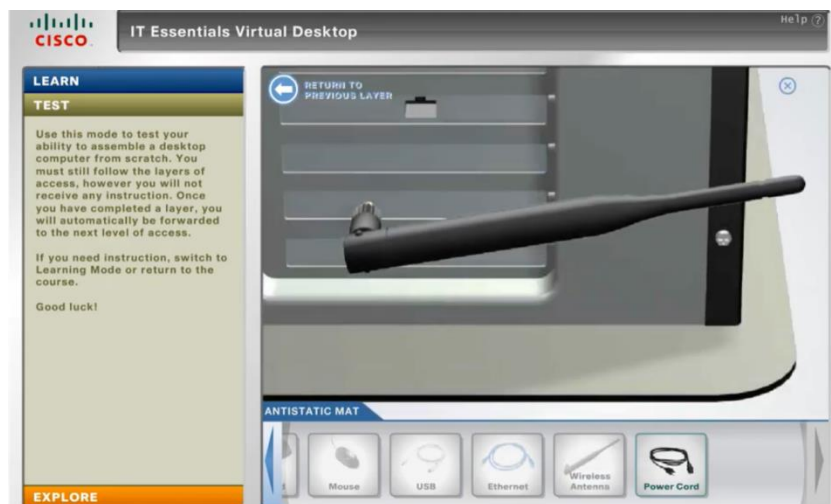 CISCO
IT Essentials Virtual Desktop
Help ?
LEARN
TEST
Use this mode to test your
ability to assemble a desktop
computer from scratch. You
must still follow the layers of
access, however you will not
receive any instruction. Once
you have completed a layer, you
will automatically be forwarded
to the next level of access.
If you need instruction, switch to
Learning Mode or return to the
course.
Good luck!
EXPLORE
RETURN TO
PREVIOUS LAYER
ANTISTATIC MAT
d
Mouse
USB
Ethernet
Wireless
Antenna
Power Cord